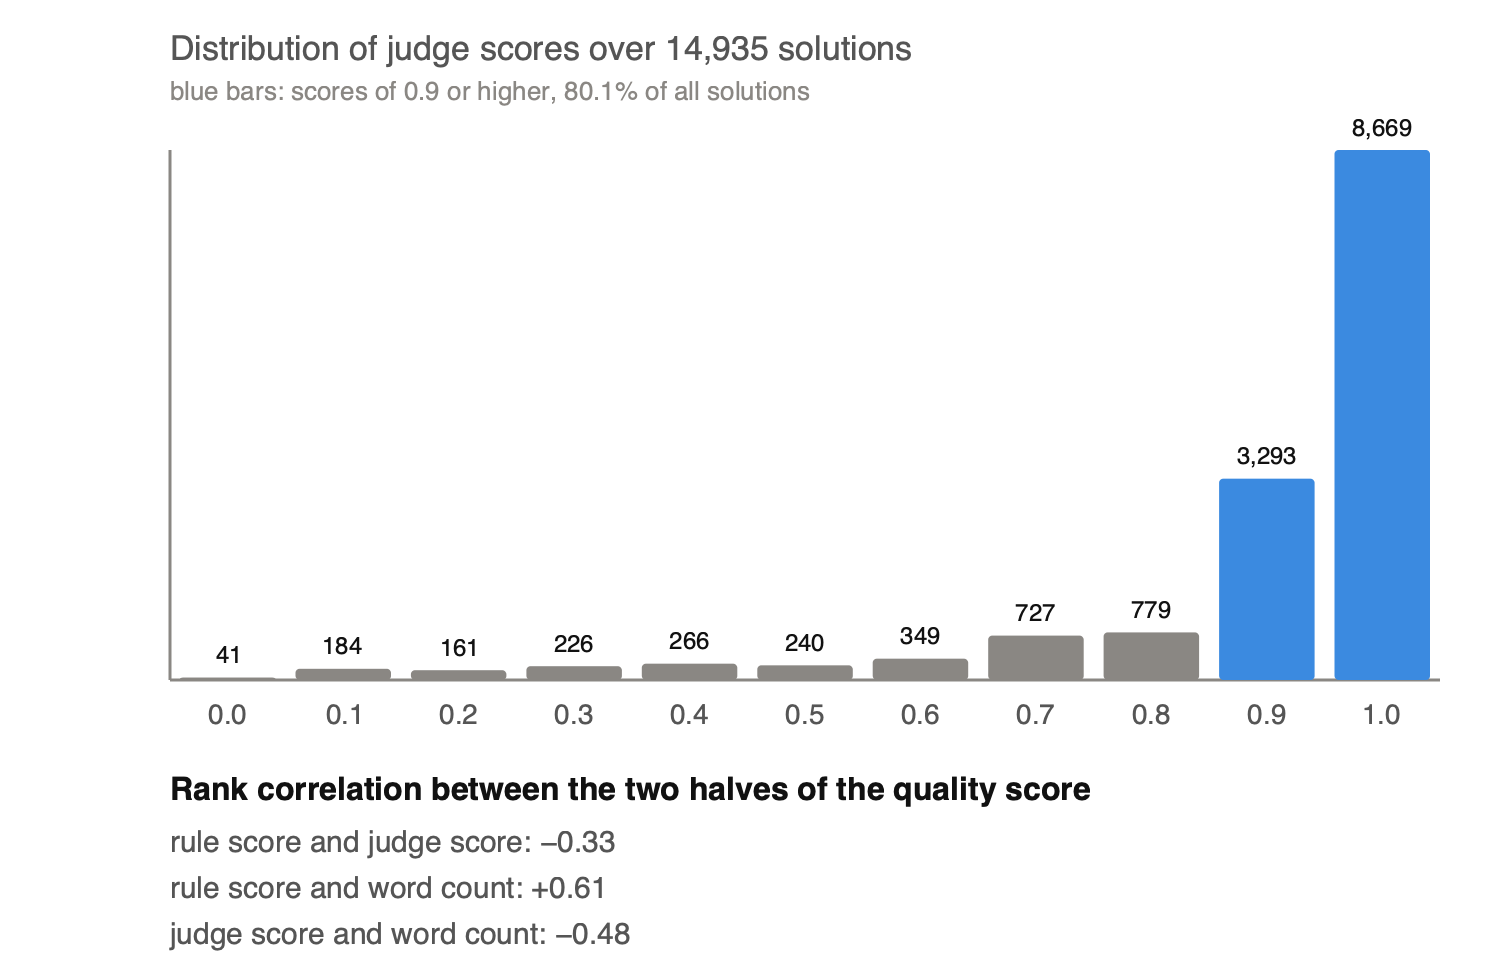 Distribution of judge scores over 14,935 solutions
blue bars: scores of 0.9 or higher, 80.1% of all solutions
8,669
3,293
779
727
349
240
266
226
161
184
41
0.0 0.1 0.2 0.3 0.4 0.5 0.6 0.7 0.8 0.9 1.0
Rank correlation between the two halves of the quality score
rule score and judge score: −0.33
rule score and word count: +0.61
judge score and word count: −0.48